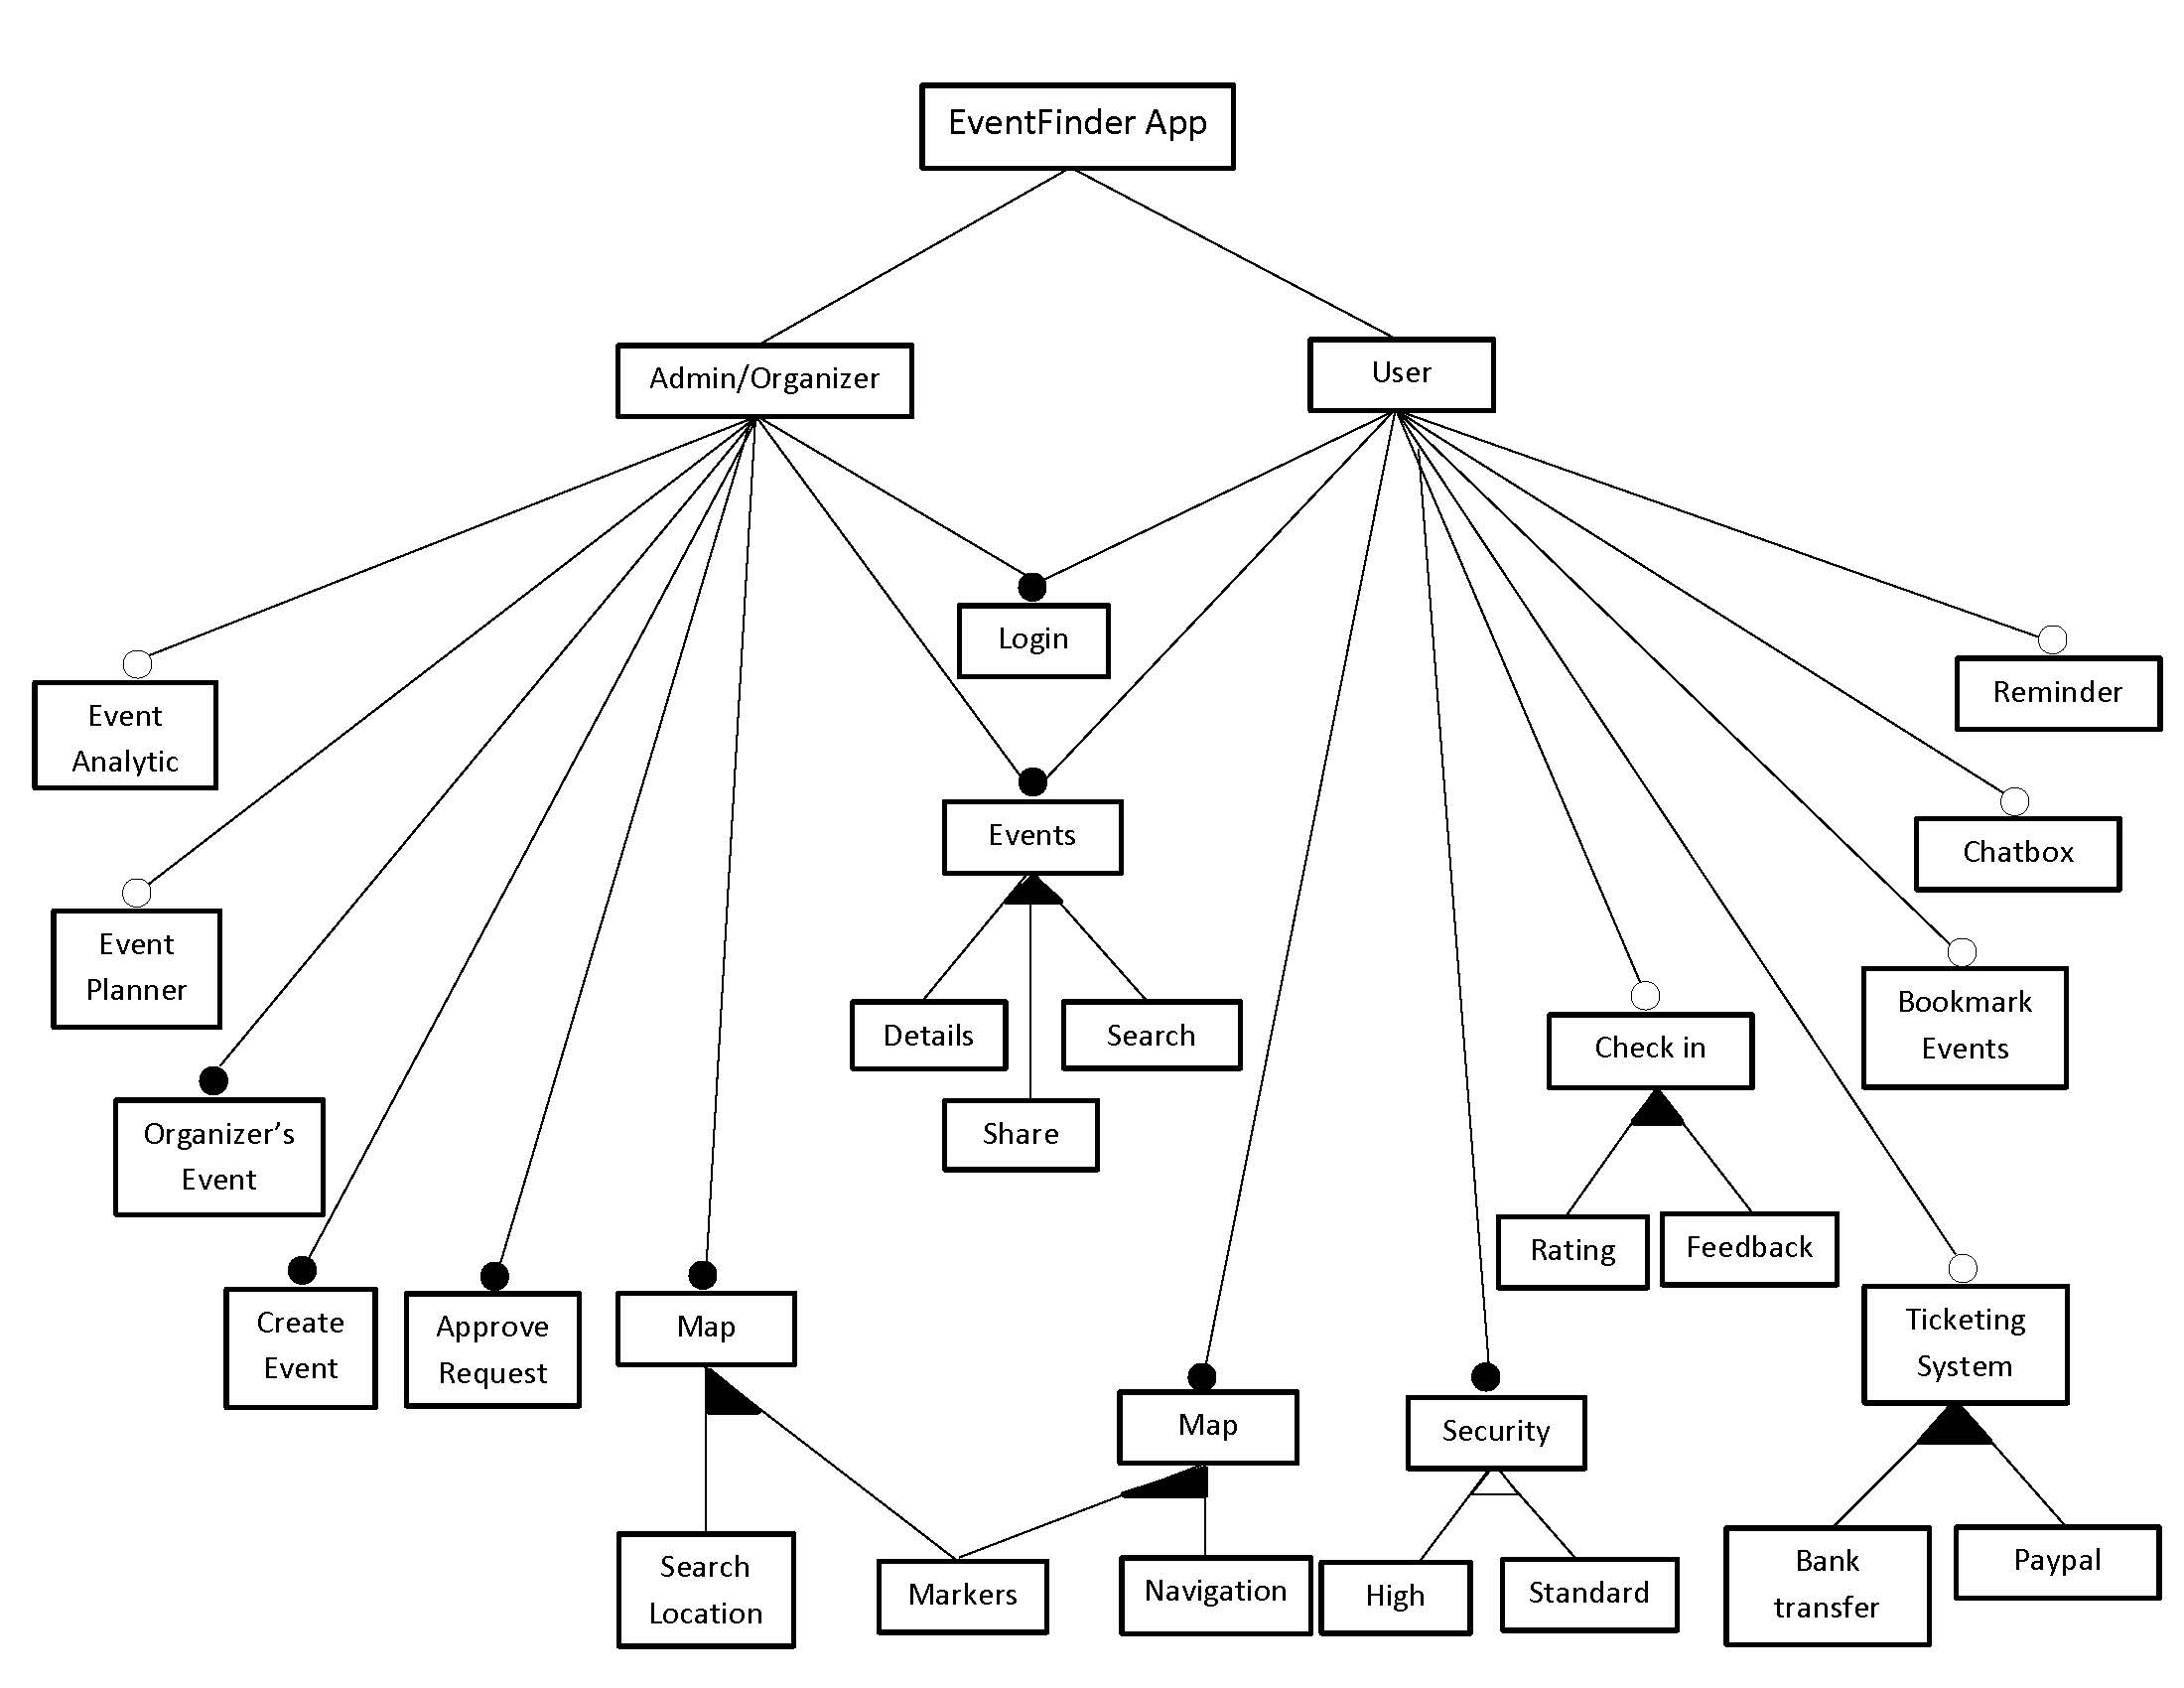 EventFinder App
Admin/Organizer
User
Login
Event
Analytic
Reminder
Events
Chatbox
Event
Planner
Details
Search
Share
Check in
Bookmark
Events
Organizer’s
Event
Rating
Feedback
Create
Event
Approve
Request
Map
Ticketing
System
Map
Security
Search
Location
Markers
Navigation
High
Standard
Bank
transfer
Paypal